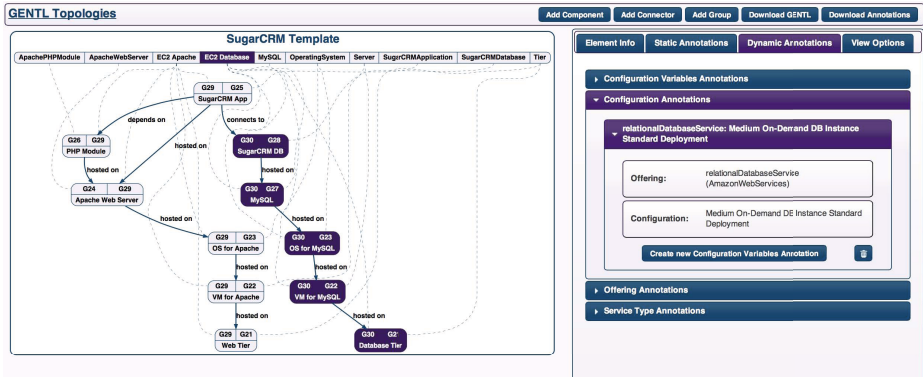 GENTL Topologies
Add Component Add Connector Add Group Download GENTL Download Annotations
SugarCRM Template
ApachePHPModule ApacheWebServer EC2 Apache EC2 Database MySQL OperatingSystem Server SugrCRMApplication SugarCRMDatabase Tier
G29 G25
SugarCRM App
depends on
connects to
hosted on
G26 G29
PHP Module
G30 G28
SugarCRM DB
hosted on
hosted on
G24 G29
Apache Web Server
G30 G27
MySQL
hosted on
hosted on
G29 G23
OS for Apache
G30 G23
OS for MySQL
hosted on
hosted on
G29 G22
VM for Apache
G30 G22
VM for MySQL
hosted on
hosted on
G29 G21
Web Tier
G30
Database Tier
Element Info Static Annotations Dynamic Annotations View Options
Configuration Variables Annotations
Configuration Annotations
relationalDatabaseService: Medium On-Demand DB Instance
Standard Deployment
Offering: relationalDatabaseService
(AmazonWebServices)
Configuration: Medium On-Demand DE Instance Standard
Deployment
Create new Configuration Variables Annotation
Offering Annotations
Service Type Annotations